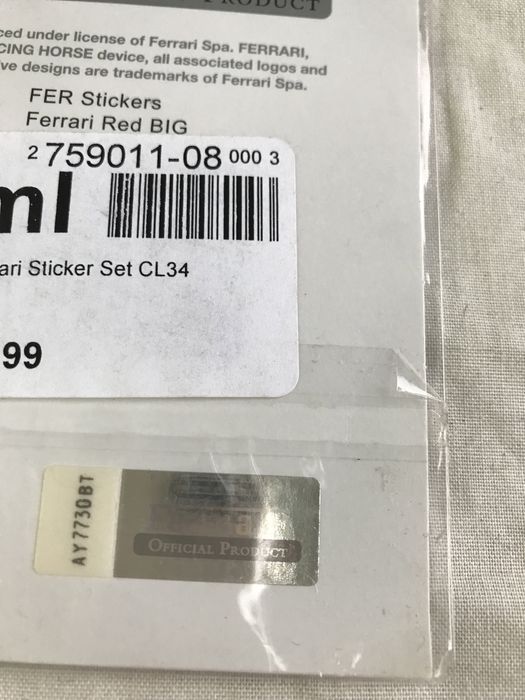 PRODUCT
ced under license of Ferrari Spa. FERRARI,
CING HORSE device, all associated logos and
ve designs are trademarks of Ferrari Spa.
FER Stickers
Ferrari Red BIG
2 759011-08 000 3
ml
ari Sticker Set CL34
99
AY7730BT
OFFICIAL PRODUCT